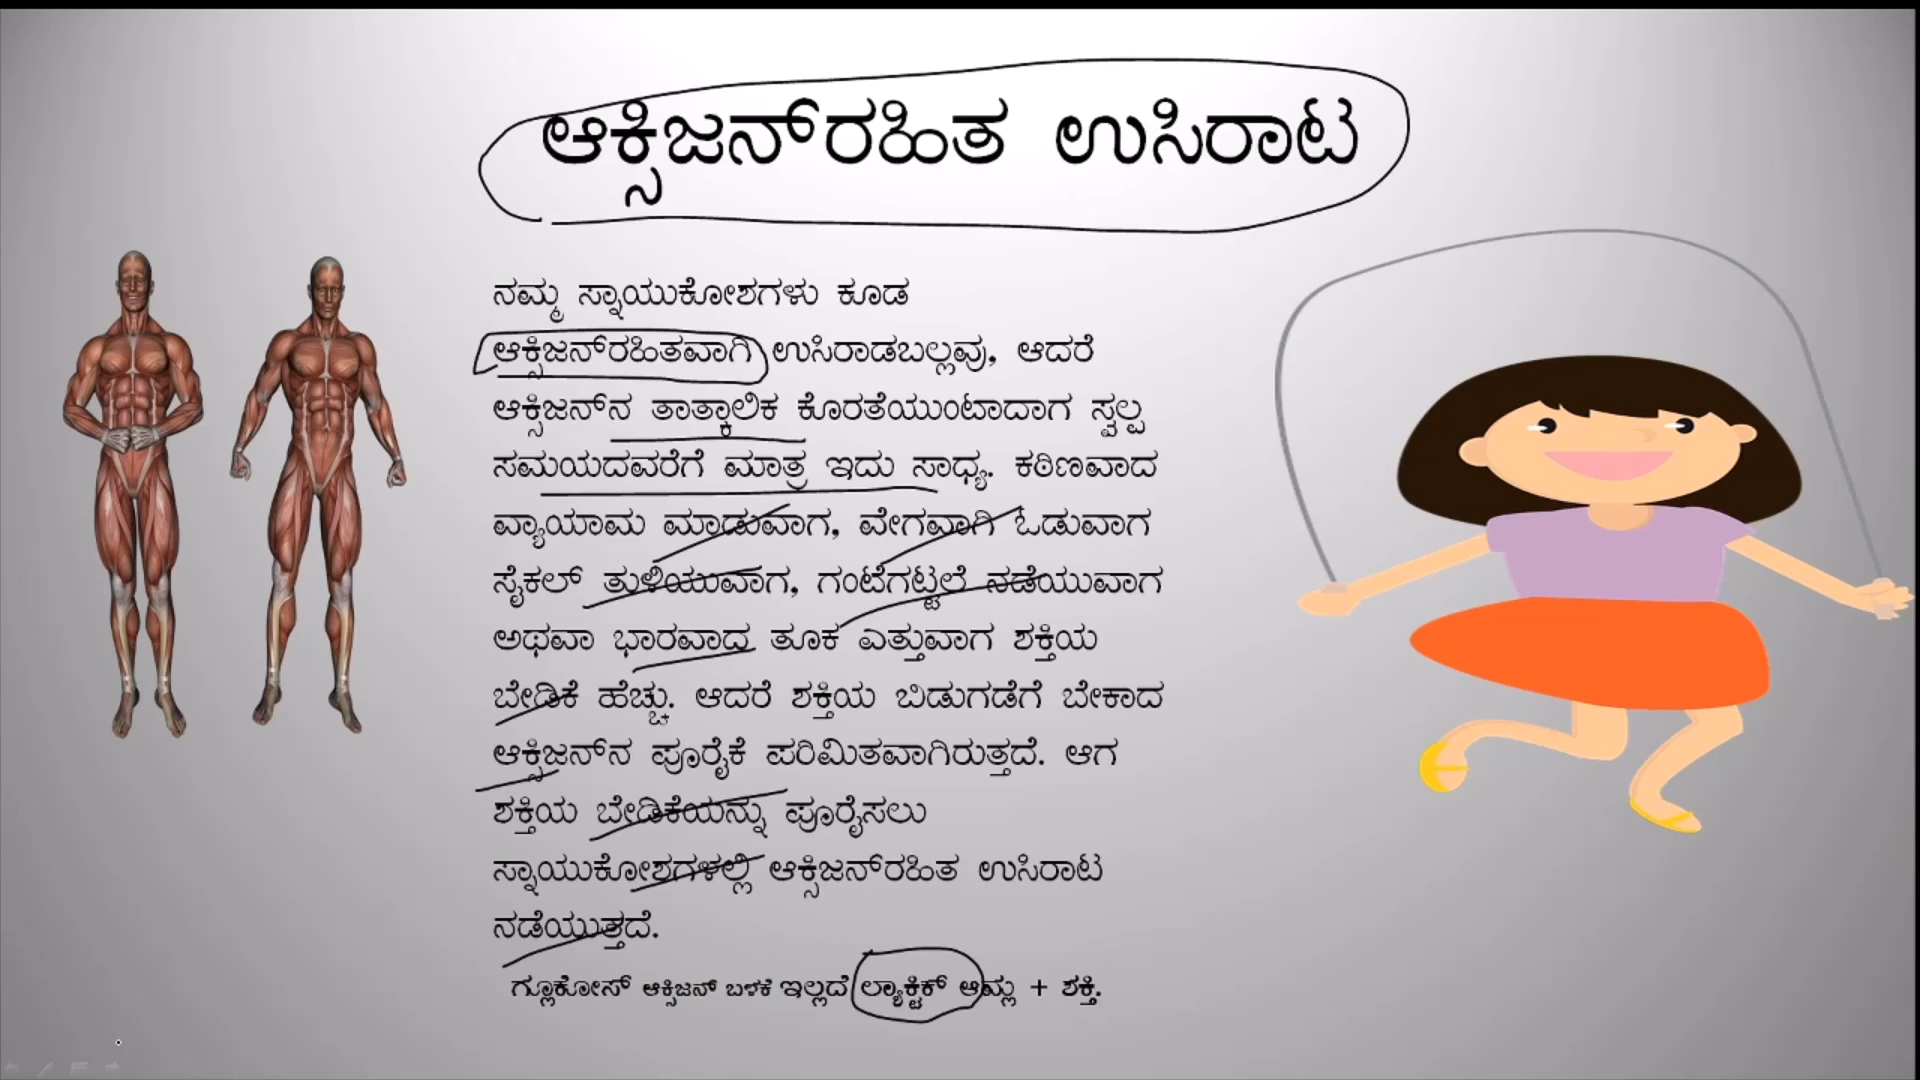 ಆಕ್ಸಿಜನ್‌ರಹಿತ ಉಸಿರಾಟ
ನಮ್ಮ ಸ್ನಾಯುಕೋಶಗಳು ಕೂಡ
ಆಕ್ಸಿಜನ್‌ರಹಿತವಾಗಿ ಉಸಿರಾಡಬಲ್ಲವು, ಆದರೆ
ಆಕ್ಸಿಜನ್‌ನ ತಾತ್ಕಾಲಿಕ ಕೊರತೆಯುಂಟಾದಾಗ ಸ್ವಲ್ಪ
ಸಮಯದವರೆಗೆ ಮಾತ್ರ ಇದು ಸಾಧ್ಯ. ಕಠಿಣವಾದ
ವ್ಯಾಯಾಮ ಮಾಡುವಾಗ, ವೇಗವಾಗಿ ಓಡುವಾಗ
ಸೈಕಲ್ ತುಳಿಯುವಾಗ, ಗಂಟೆಗಟ್ಟಲೆ ನಡೆಯುವಾಗ
ಅಥವಾ ಭಾರವಾದ ತೂಕ ಎತ್ತುವಾಗ ಶಕ್ತಿಯ
ಬೇಡಿಕೆ ಹೆಚ್ಚು. ಆದರೆ ಶಕ್ತಿಯ ಬಿಡುಗಡೆಗೆ ಬೇಕಾದ
ಆಕ್ಸಿಜನ್‌ನ ಪೂರೈಕೆ ಪರಿಮಿತವಾಗಿರುತ್ತದೆ. ಆಗ
ಶಕ್ತಿಯ ಬೇಡಿಕೆಯನ್ನು ಪೂರೈಸಲು
ಸ್ನಾಯುಕೋಶಗಳಲ್ಲಿ ಆಕ್ಸಿಜನ್‌ರಹಿತ ಉಸಿರಾಟ
ನಡೆಯುತ್ತದೆ.
ಗ್ಲೂಕೋಸ್ ಆಕ್ಸಿಜನ್ ಬಳಕೆ ಇಲ್ಲದೆ ಲ್ಯಾಕ್ಟಿಕ್ ಆಮ್ಲ + ಶಕ್ತಿ.